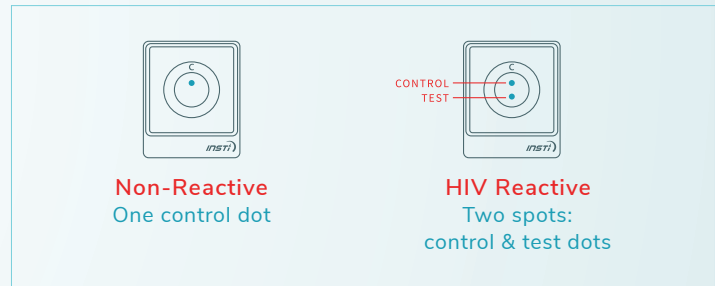 C
insti
Non-Reactive
One control dot
CONTROL
TEST
C
insti
HIV Reactive
Two spots:
control & test dots